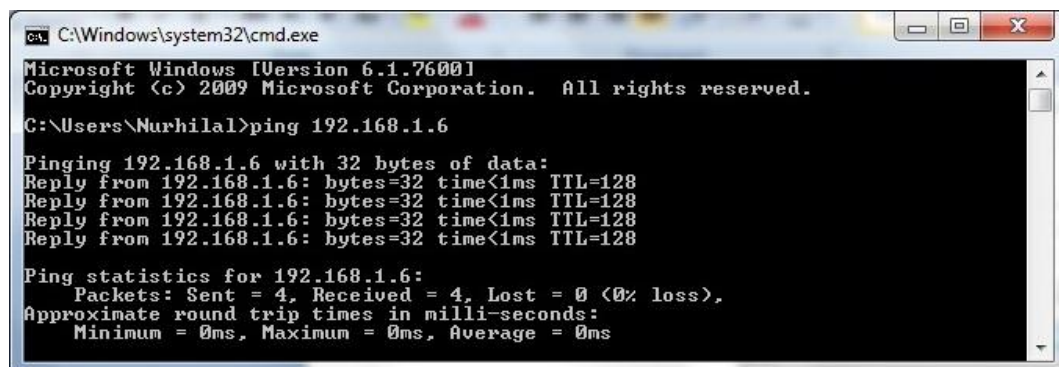 C:\Windows\system32\cmd.exe
Microsoft Windows [Version 6.1.7600]
Copyright (c) 2009 Microsoft Corporation.  All rights reserved.
C:\Users\Nurhilal>ping 192.168.1.6
Pinging 192.168.1.6 with 32 bytes of data:
Reply from 192.168.1.6: bytes=32 time<1ms TTL=128
Reply from 192.168.1.6: bytes=32 time<1ms TTL=128
Reply from 192.168.1.6: bytes=32 time<1ms TTL=128
Reply from 192.168.1.6: bytes=32 time<1ms TTL=128
Ping statistics for 192.168.1.6:
    Packets: Sent = 4, Received = 4, Lost = 0 (0% loss),
Approximate round trip times in milli-seconds:
    Minimum = 0ms, Maximum = 0ms, Average = 0ms